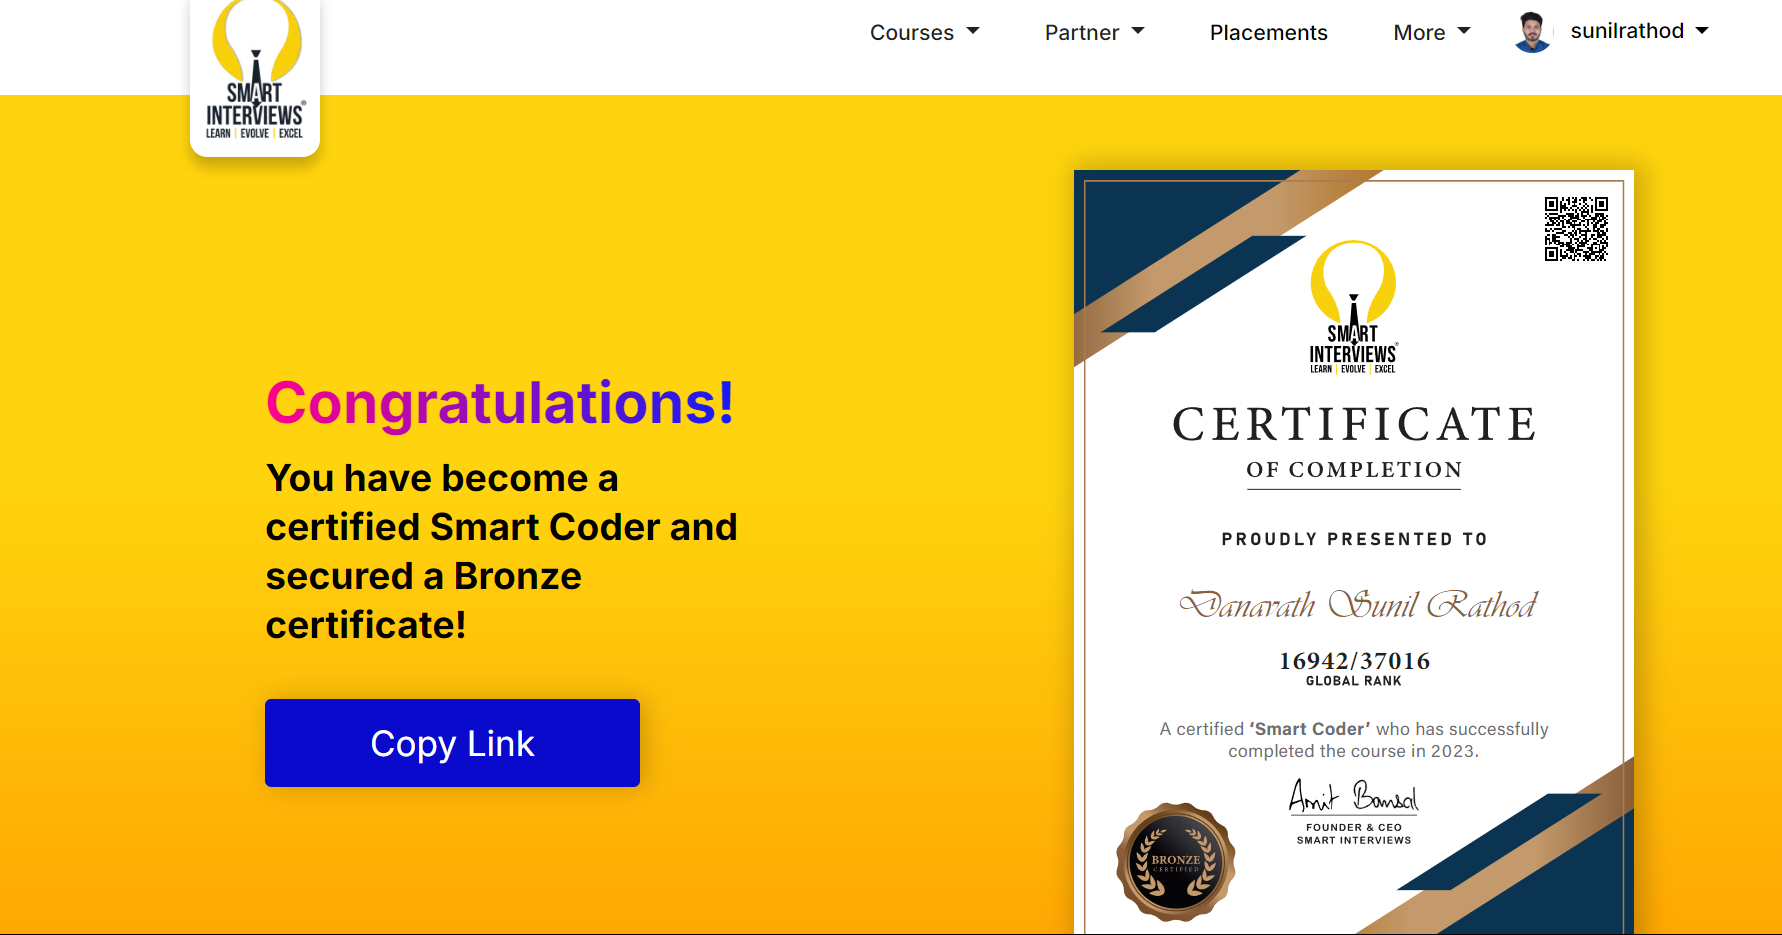 SMART
INTERVIEWS®
LEARN | EVOLVE | EXCEL
Courses
Partner
Placements
More
sunilrathod
Congratulations!
You have become a
certified Smart Coder and
secured a Bronze
certificate!
Copy Link
SMART
INTERVIEWS®
LEARN | EVOLVE | EXCEL
CERTIFICATE
OF COMPLETION
PROUDLY PRESENTED TO
Danavath Sunil Rathod
16942/37016
GLOBAL RANK
A certified ‘Smart Coder’ who has successfully
completed the course in 2023.
Amit Bansal
FOUNDER & CEO
SMART INTERVIEWS
BRONZE
CERTIFIED